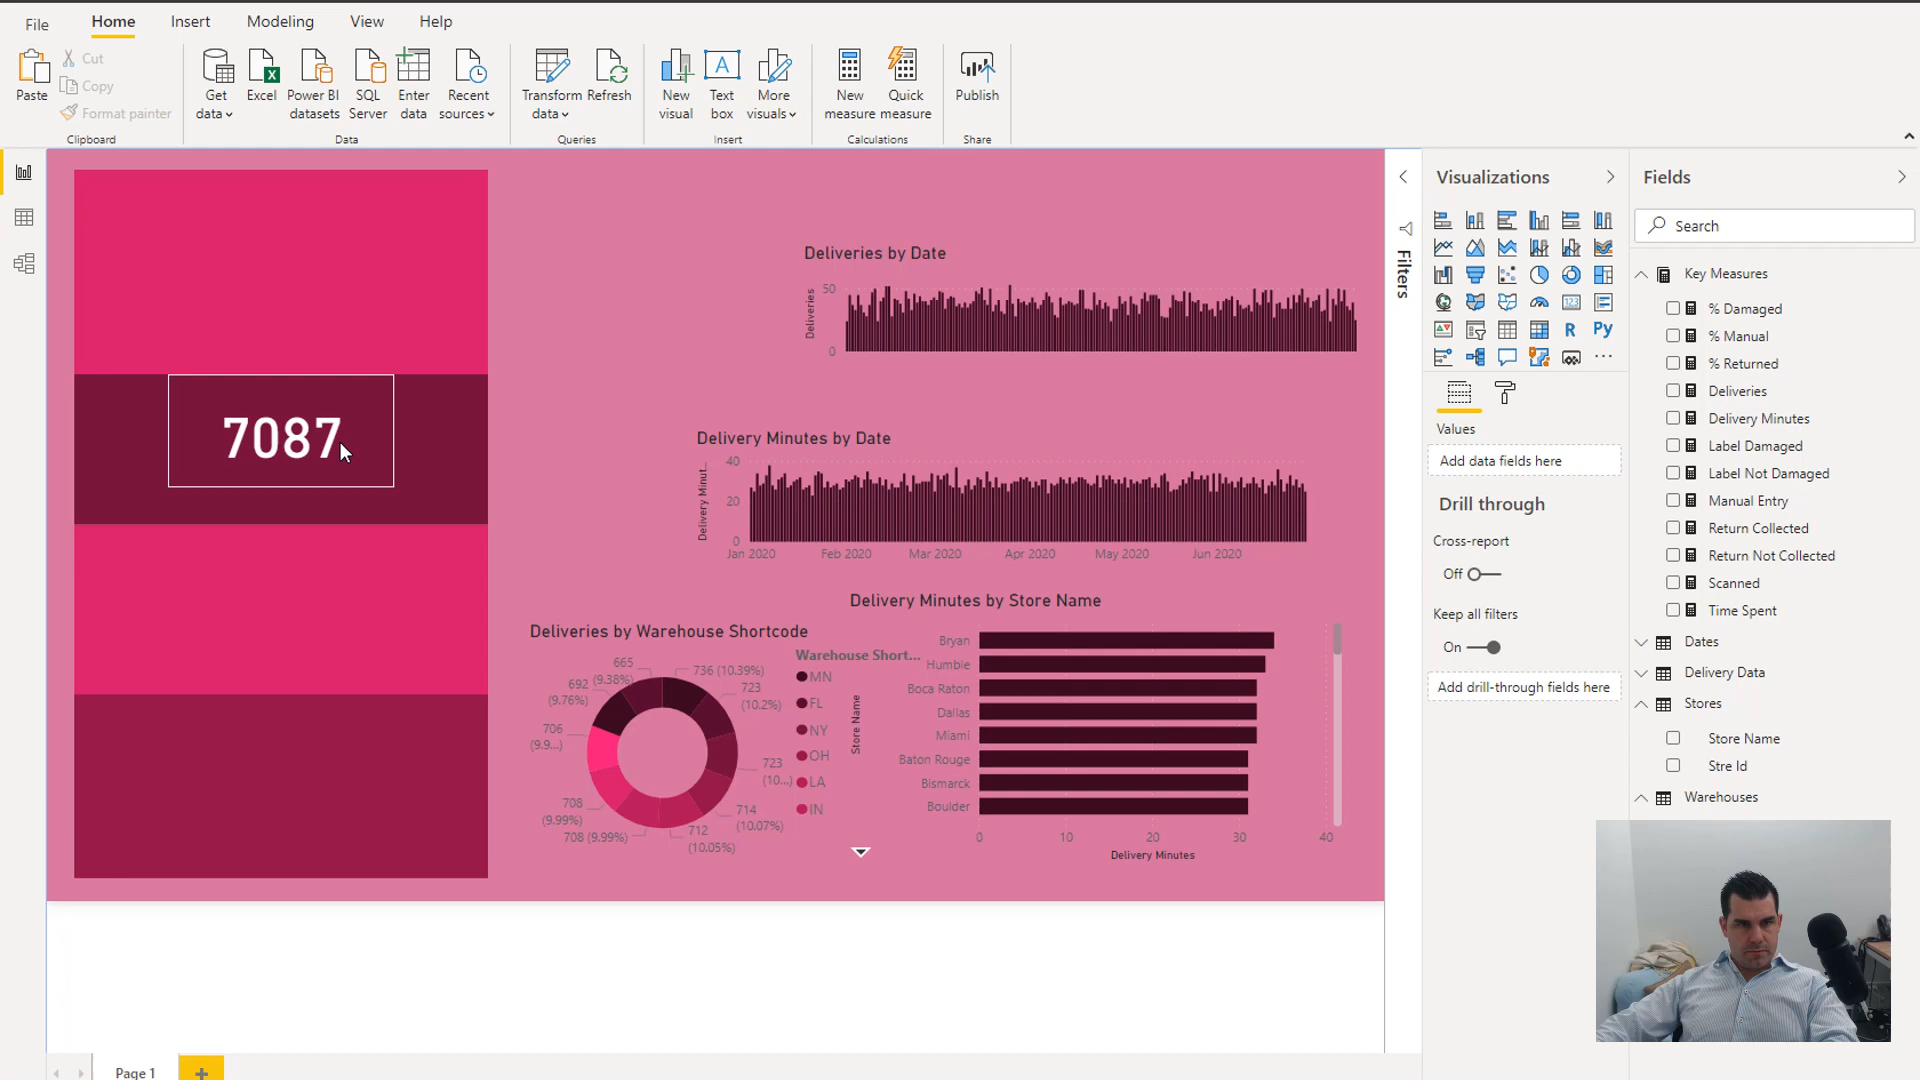 File
Home
Insert
Modeling
View
Help
Paste
Cut
Copy
Format painter
Clipboard
Get
data
Excel
Power BI
datasets
SQL
Server
Enter
data
Recent
sources
Data
Transform
data
Refresh
Queries
New
visual
A
Text
box
More
visuals
Insert
New
measure
Quick
measure
Calculations
Publish
Share
7087
Deliveries by Date
Deliveries
50
0
Delivery Minutes by Date
Delivery Minut...
40
20
0
Jan 2020
Feb 2020
Mar 2020
Apr 2020
May 2020
Jun 2020
Deliveries by Warehouse Shortcode
665
(9.38%)
736 (10.39%)
692
(9.76%)
723
(10.2%)
706
(9.9...)
723
(10...)
708
(9.99%)
714
(10.07%)
708 (9.99%)
712
(10.05%)
Warehouse Short...
MN
FL
NY
OH
LA
IN
Delivery Minutes by Store Name
Store Name
Bryan
Humble
Boca Raton
Dallas
Miami
Baton Rouge
Bismarck
Boulder
0
10
20
30
40
Delivery Minutes
Filters
Visualizations
123
R
Py
Values
Add data fields here
Drill through
Cross-report
Off
Keep all filters
On
Add drill-through fields here
Fields
Search
Key Measures
% Damaged
% Manual
% Returned
Deliveries
Delivery Minutes
Label Damaged
Label Not Damaged
Manual Entry
Return Collected
Return Not Collected
Scanned
Time Spent
Dates
Delivery Data
Stores
Store Name
Stre Id
Warehouses
Page 1
+